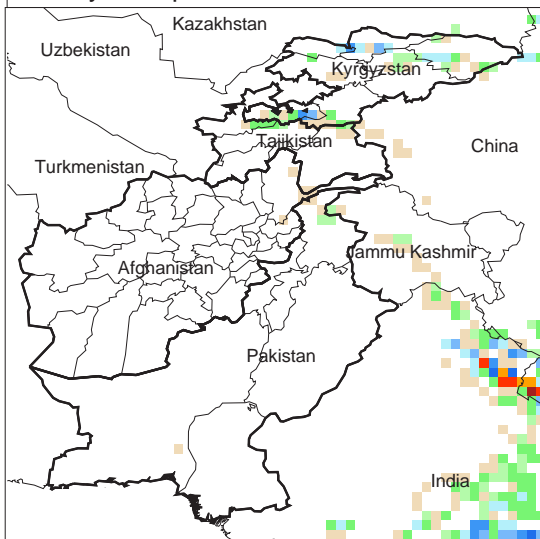 Kazakhstan
Uzbekistan
Kyrgyzstan
Tajikistan
China
Turkmenistan
Jammu Kashmir
Afghanistan
Pakistan
India